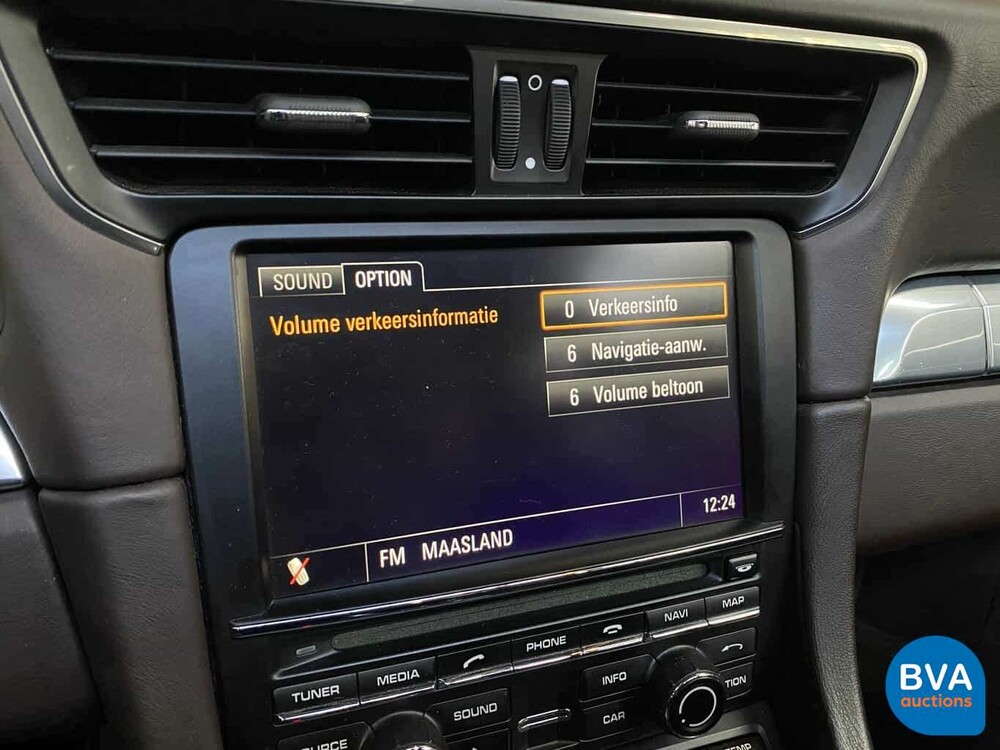 SOUND OPTION
Volume verkeersinformatie
0 Verkeersinfo
6 Navigatie-aanw.
6 Volume beltoon
FM MAASLAND
12:24
TUNER MEDIA PHONE NAVI MAP
SOUND INFO
CAR
BVA
auctions